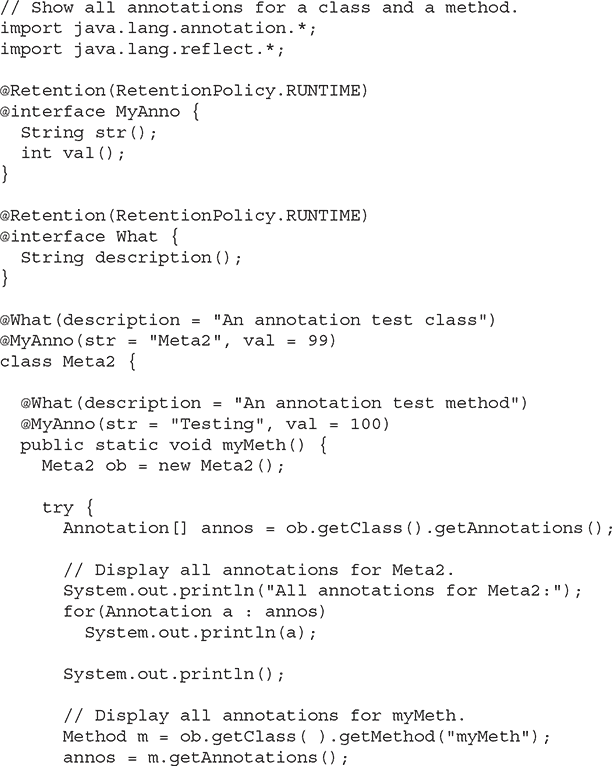 // Show all annotations for a class and a method.
import java.lang.annotation.*;
import java.lang.reflect.*;

@Retention(RetentionPolicy.RUNTIME)
@interface MyAnno {
  String str();
  int val();
}

@Retention(RetentionPolicy.RUNTIME)
@interface What {
  String description();
}

@What(description = "An annotation test class")
@MyAnno(str = "Meta2", val = 99)
class Meta2 {

  @What(description = "An annotation test method")
  @MyAnno(str = "Testing", val = 100)
  public static void myMeth() {
    Meta2 ob = new Meta2();

    try {
      Annotation[] annos = ob.getClass().getAnnotations();

      // Display all annotations for Meta2.
      System.out.println("All annotations for Meta2:");
      for(Annotation a : annos)
        System.out.println(a);

      System.out.println();

      // Display all annotations for myMeth.
      Method m = ob.getClass( ).getMethod("myMeth");
      annos = m.getAnnotations();